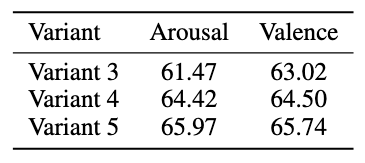 Variant Arousal Valence
Variant 3 61.47 63.02
Variant 4 64.42 64.50
Variant 5 65.97 65.74